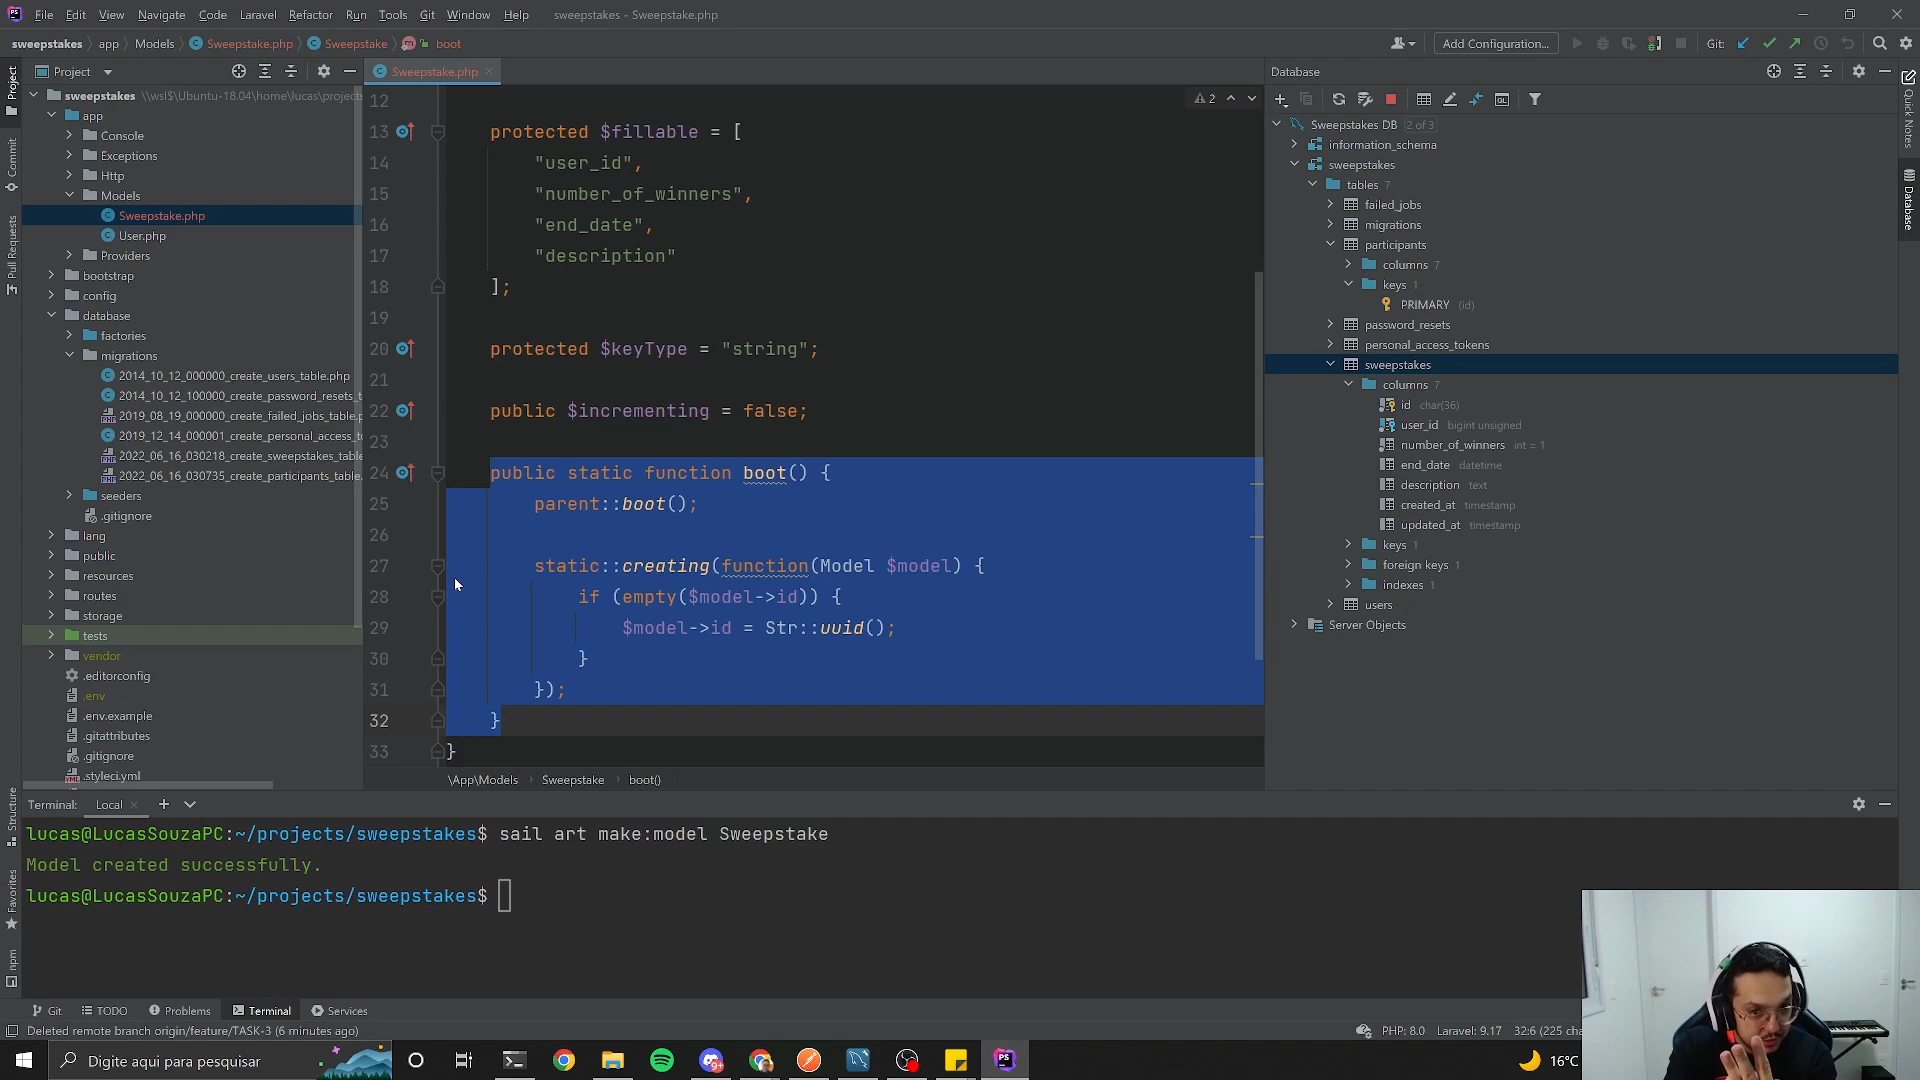 File Edit View Navigate Code Laravel Refactor Run Tools Git Window Help sweepstakes - Sweepstake.php
sweepstakes app Models Sweepstake.php Sweepstake boot
Add Configuration... Git:
Project
Sweepstake.php
Database
sweepstakes \\wsl$\Ubuntu-18.04\home\lucas\projects
app
Console
Exceptions
Http
Models
Sweepstake.php
User.php
Providers
bootstrap
config
database
factories
migrations
2014_10_12_000000_create_users_table.php
2014_10_12_100000_create_password_resets_t
2019_08_19_000000_create_failed_jobs_table.p
2019_12_14_000001_create_personal_access_to
2022_06_16_030218_create_sweepstakes_table
2022_06_16_030735_create_participants_table.
seeders
.gitignore
lang
public
resources
routes
storage
tests
vendor
.editorconfig
.env
.env.example
.gitattributes
.gitignore
.styleci.yml
Project
Commit
Pull Requests
Structure
Favorites
npm
2
12
13 protected $fillable = [
14 "user_id",
15 "number_of_winners",
16 "end_date",
17 "description"
18 ];
19
20 protected $keyType = "string";
21
22 public $incrementing = false;
23
24 public static function boot() {
25 parent::boot();
26
27 static::creating(function(Model $model) {
28 if (empty($model->id)) {
29 $model->id = Str::uuid();
30 }
31 });
32 }
33 }
\App\Models Sweepstake boot()
Sweepstakes DB 2 of 3
information_schema
sweepstakes
tables 7
failed_jobs
migrations
participants
columns 7
keys 1
PRIMARY (id)
password_resets
personal_access_tokens
sweepstakes
columns 7
id char(36)
user_id bigint unsigned
number_of_winners int = 1
end_date datetime
description text
created_at timestamp
updated_at timestamp
keys 1
foreign keys 1
indexes 1
users
Server Objects
Quick Notes
Database
Terminal: Local
lucas@LucasSouzaPC:~/projects/sweepstakes$ sail art make:model Sweepstake
Model created successfully.
lucas@LucasSouzaPC:~/projects/sweepstakes$
Git TODO Problems Terminal Services
Deleted remote branch origin/feature/TASK-3 (6 minutes ago)
PHP: 8.0 Laravel: 9.17 32:6 (225 cha
Digite aqui para pesquisar
16°C